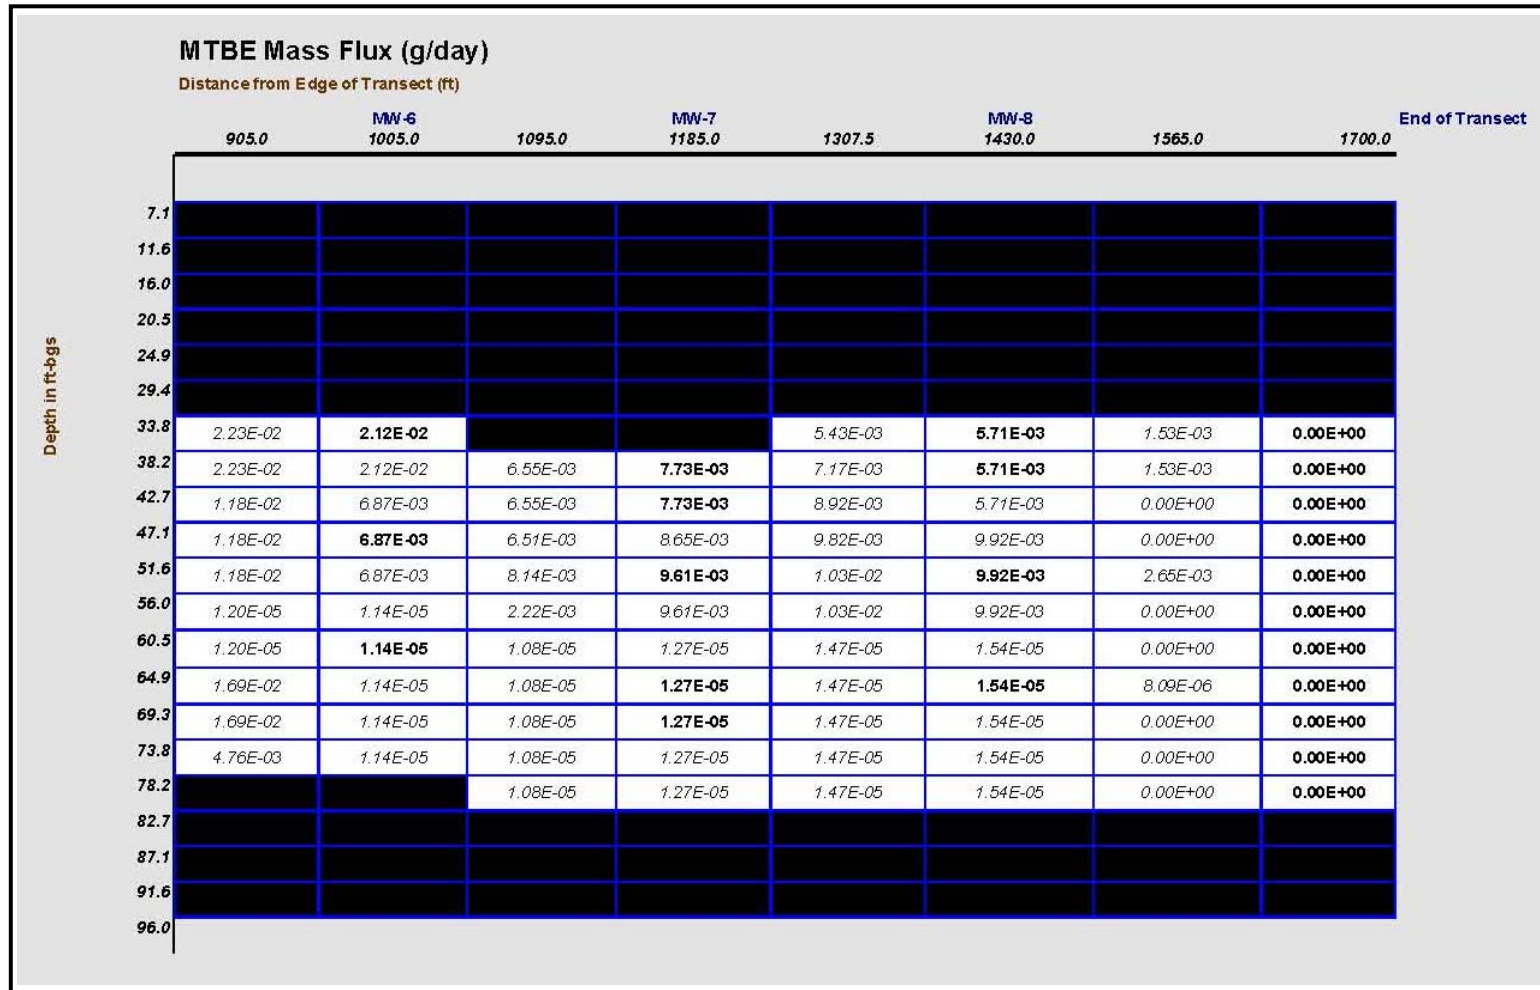 MTBE Mass Flux (g/day)
Distance from Edge of Transect (ft)
MW-6 MW-7 MW-8 End of Transect
905.0 1005.0 1095.0 1185.0 1307.5 1430.0 1565.0 1700.0
Depth in ft-bgs
7.1
11.6
16.0
20.5
24.9
29.4
33.8
2.23E-02 2.12E-02 5.43E-03 5.71E-03 1.53E-03 0.00E+00
38.2
2.23E-02 2.12E-02 6.55E-03 7.73E-03 7.17E-03 5.71E-03 1.53E-03 0.00E+00
42.7
1.18E-02 6.87E-03 6.55E-03 7.73E-03 8.92E-03 5.71E-03 0.00E+00 0.00E+00
47.1
1.18E-02 6.87E-03 6.51E-03 8.65E-03 9.82E-03 9.92E-03 0.00E+00 0.00E+00
51.6
1.18E-02 6.87E-03 8.14E-03 9.61E-03 1.03E-02 9.92E-03 2.65E-03 0.00E+00
56.0
1.20E-05 1.14E-05 2.22E-03 9.61E-03 1.03E-02 9.92E-03 0.00E+00 0.00E+00
60.5
1.20E-05 1.14E-05 1.08E-05 1.27E-05 1.47E-05 1.54E-05 0.00E+00 0.00E+00
64.9
1.69E-02 1.14E-05 1.08E-05 1.27E-05 1.47E-05 1.54E-05 8.09E-06 0.00E+00
69.3
1.69E-02 1.14E-05 1.08E-05 1.27E-05 1.47E-05 1.54E-05 0.00E+00 0.00E+00
73.8
4.76E-03 1.14E-05 1.08E-05 1.27E-05 1.47E-05 1.54E-05 0.00E+00 0.00E+00
78.2
1.08E-05 1.27E-05 1.47E-05 1.54E-05 0.00E+00 0.00E+00
82.7
87.1
91.6
96.0